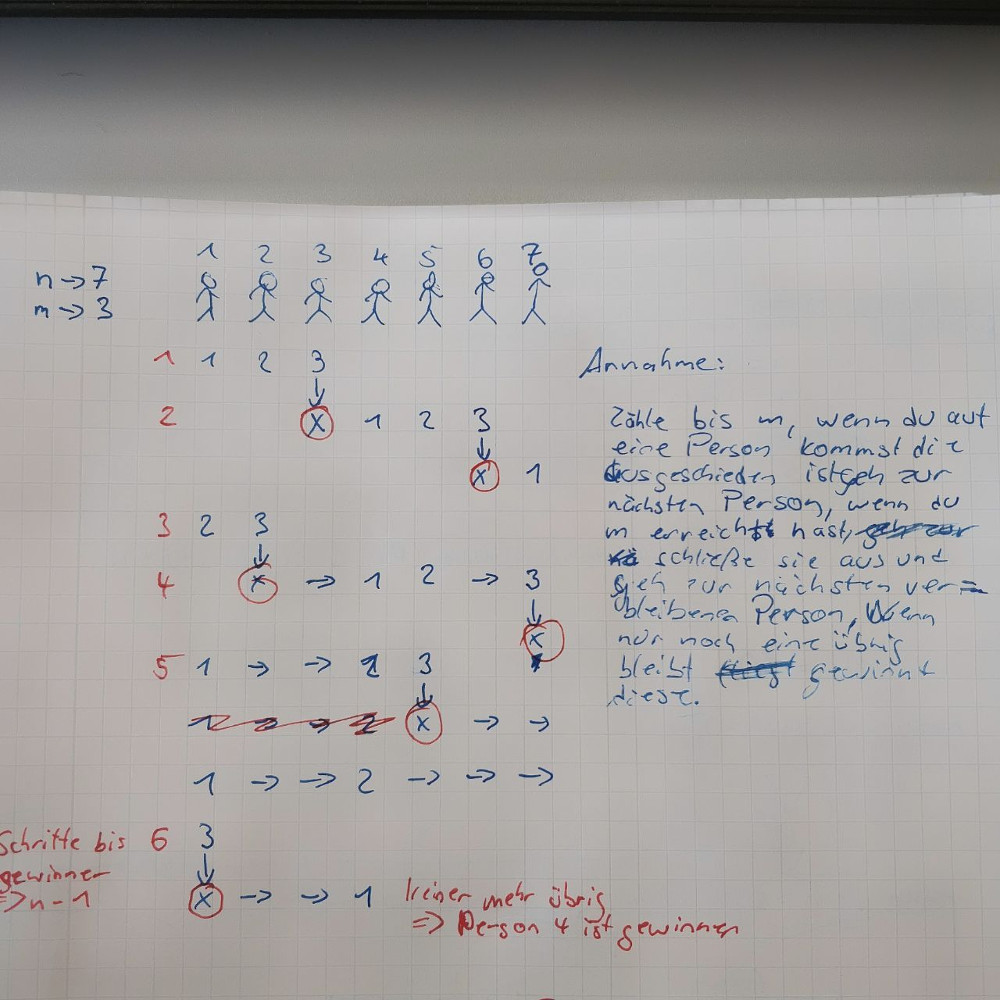 1 2 3 4 5 6 7
n -> 7
m -> 3
1 1 2 3
Annahme:
2 X 1 2 3
Zähle bis m, wenn du auf
eine Person kommst die
X 1
ausgeschieden ist geh zur
nächsten Person, wenn du
3 2 3
m erreicht hast,
schließe sie aus und
4 X -> 1 2 -> 3
geh zur nächsten ver=
bleibenen Person, Wenn
X
nur noch eine übrig
5 1 -> -> 2 3
bleibt gewinnt
diese.
X -> ->
1 -> -> 2 -> -> ->
Schritte bis 6 3
gewinner
=> n - 1
X -> -> 1 keiner mehr übrig
=> Person 4 ist gewinner